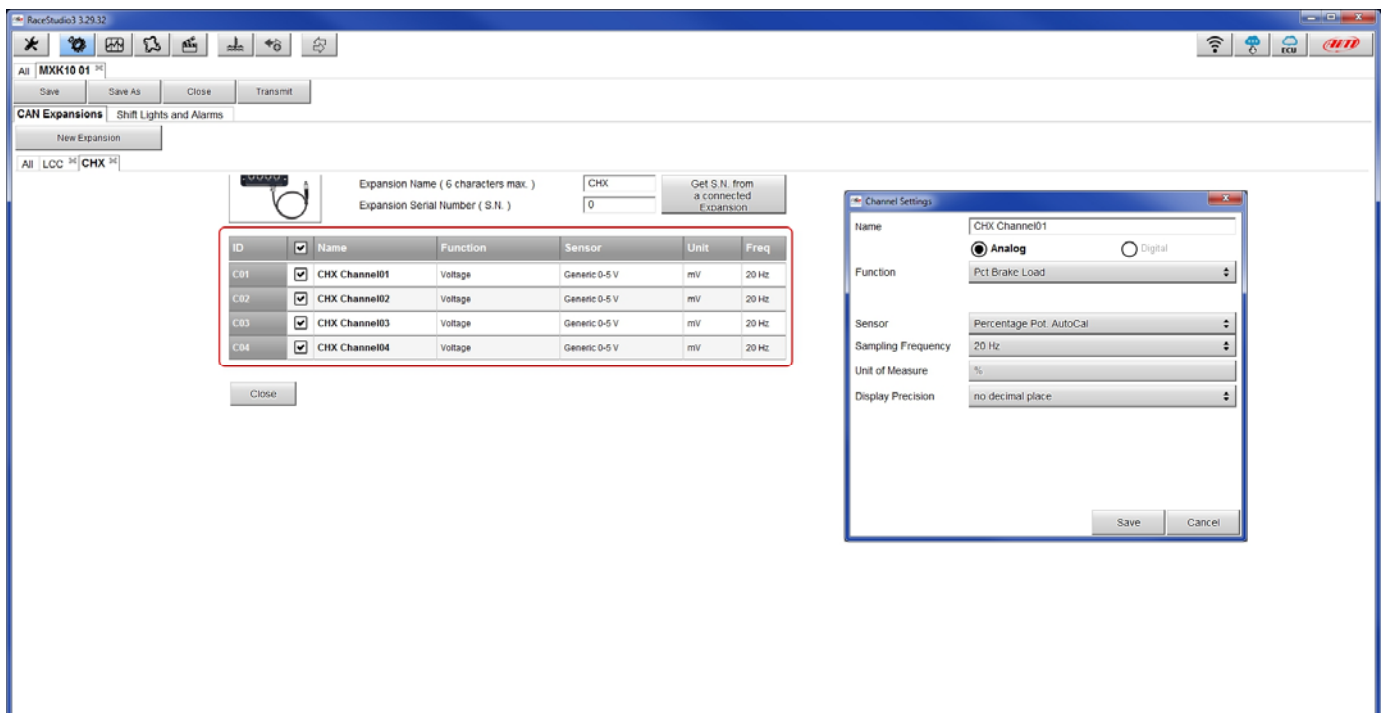 RaceStudio3 3.29.32
ECU
AiM
All MXK10 01
Save Save As Close Transmit
CAN Expansions Shift Lights and Alarms
New Expansion
All LCC CHX
Expansion Name ( 6 characters max. ) CHX
Expansion Serial Number ( S.N. ) 0
Get S.N. from
a connected
Expansion
ID Name Function Sensor Unit Freq
C01 CHX Channel01 Voltage Generic 0-5 V mV 20 Hz
C02 CHX Channel02 Voltage Generic 0-5 V mV 20 Hz
C03 CHX Channel03 Voltage Generic 0-5 V mV 20 Hz
C04 CHX Channel04 Voltage Generic 0-5 V mV 20 Hz
Close
Channel Settings
Name CHX Channel01
Analog Digital
Function Pct Brake Load
Sensor Percentage Pot. AutoCal
Sampling Frequency 20 Hz
Unit of Measure %
Display Precision no decimal place
Save Cancel